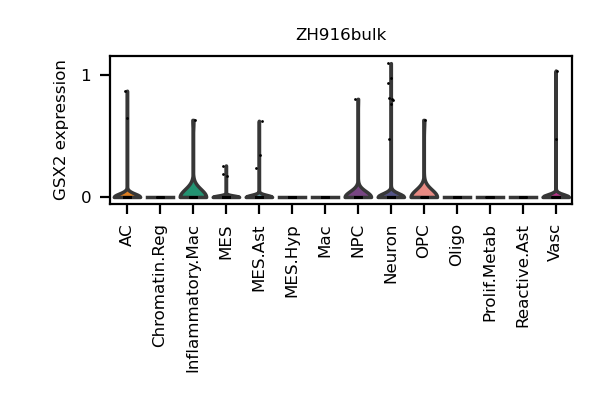 ZH916bulk
GSX2 expression
1
0
AC
Chromatin.Reg
Inflammatory.Mac
MES
MES.Ast
MES.Hyp
Mac
NPC
Neuron
OPC
Oligo
Prolif.Metab
Reactive.Ast
Vasc